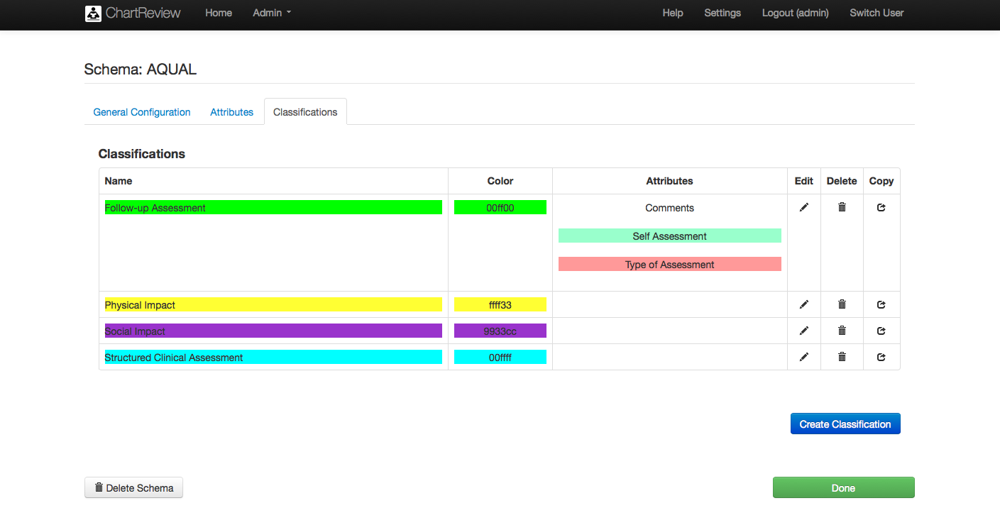 ChartReview Home Admin Help Settings Logout (admin) Switch User
Schema: AQUAL
General Configuration Attributes Classifications
Classifications
Name Color Attributes Edit Delete Copy
Follow-up Assessment 00ff00 Comments
Self Assessment
Type of Assessment
Physical Impact ffff33
Social Impact 9933cc
Structured Clinical Assessment 00ffff
Create Classification
Delete Schema Done